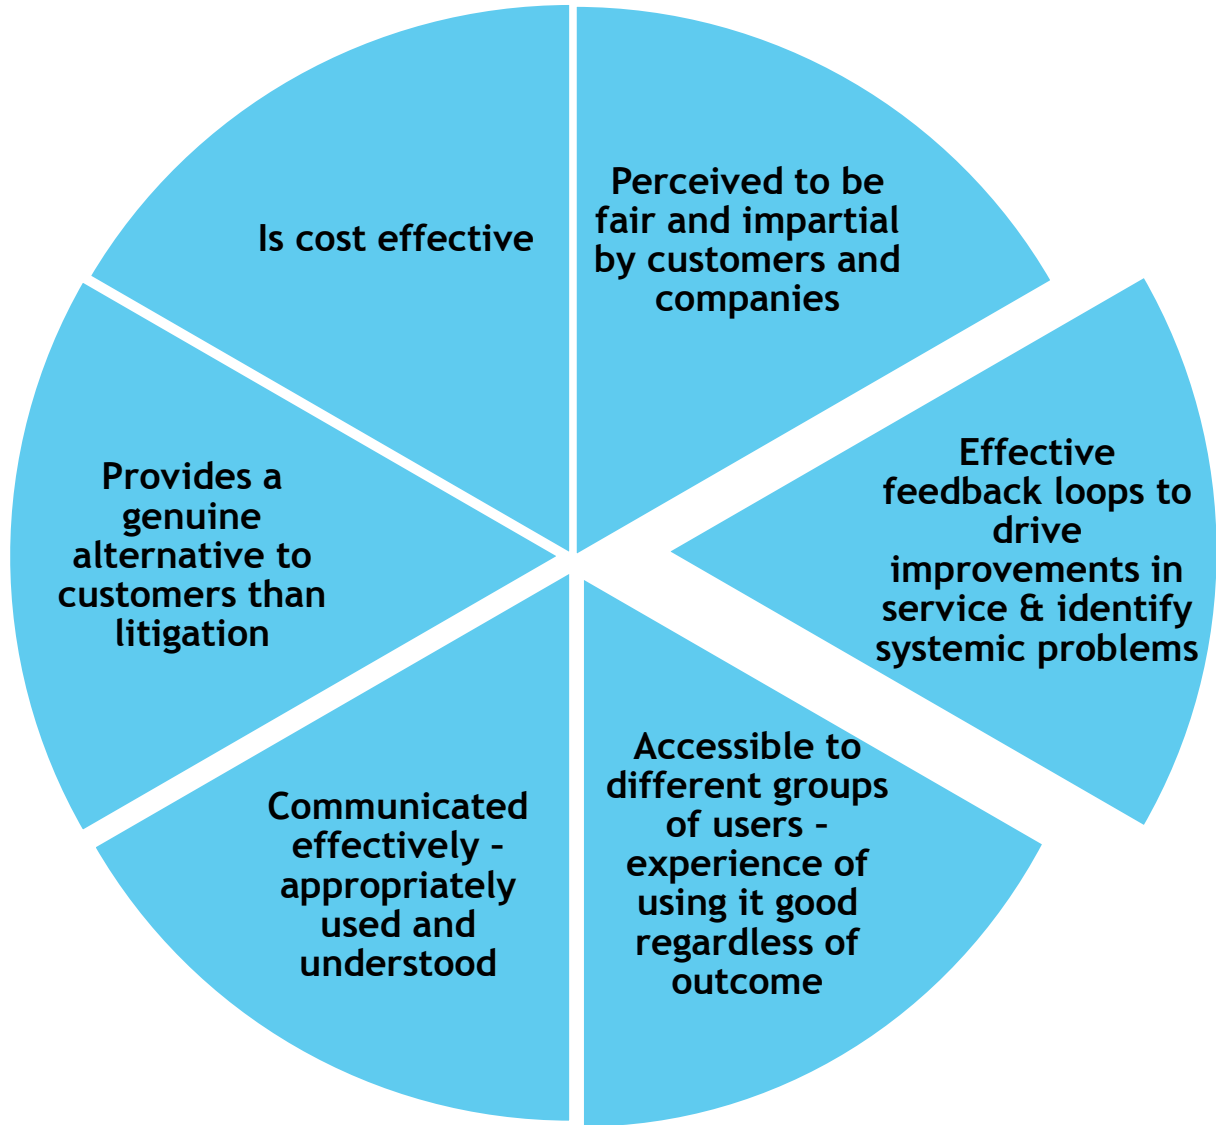 Perceived to be
fair and impartial
by customers and
companies
Effective
feedback loops to
drive
improvements in
service & identify
systemic problems
Accessible to
different groups
of users –
experience of
using it good
regardless of
outcome
Communicated
effectively –
appropriately
used and
understood
Provides a
genuine
alternative to
customers than
litigation
Is cost effective